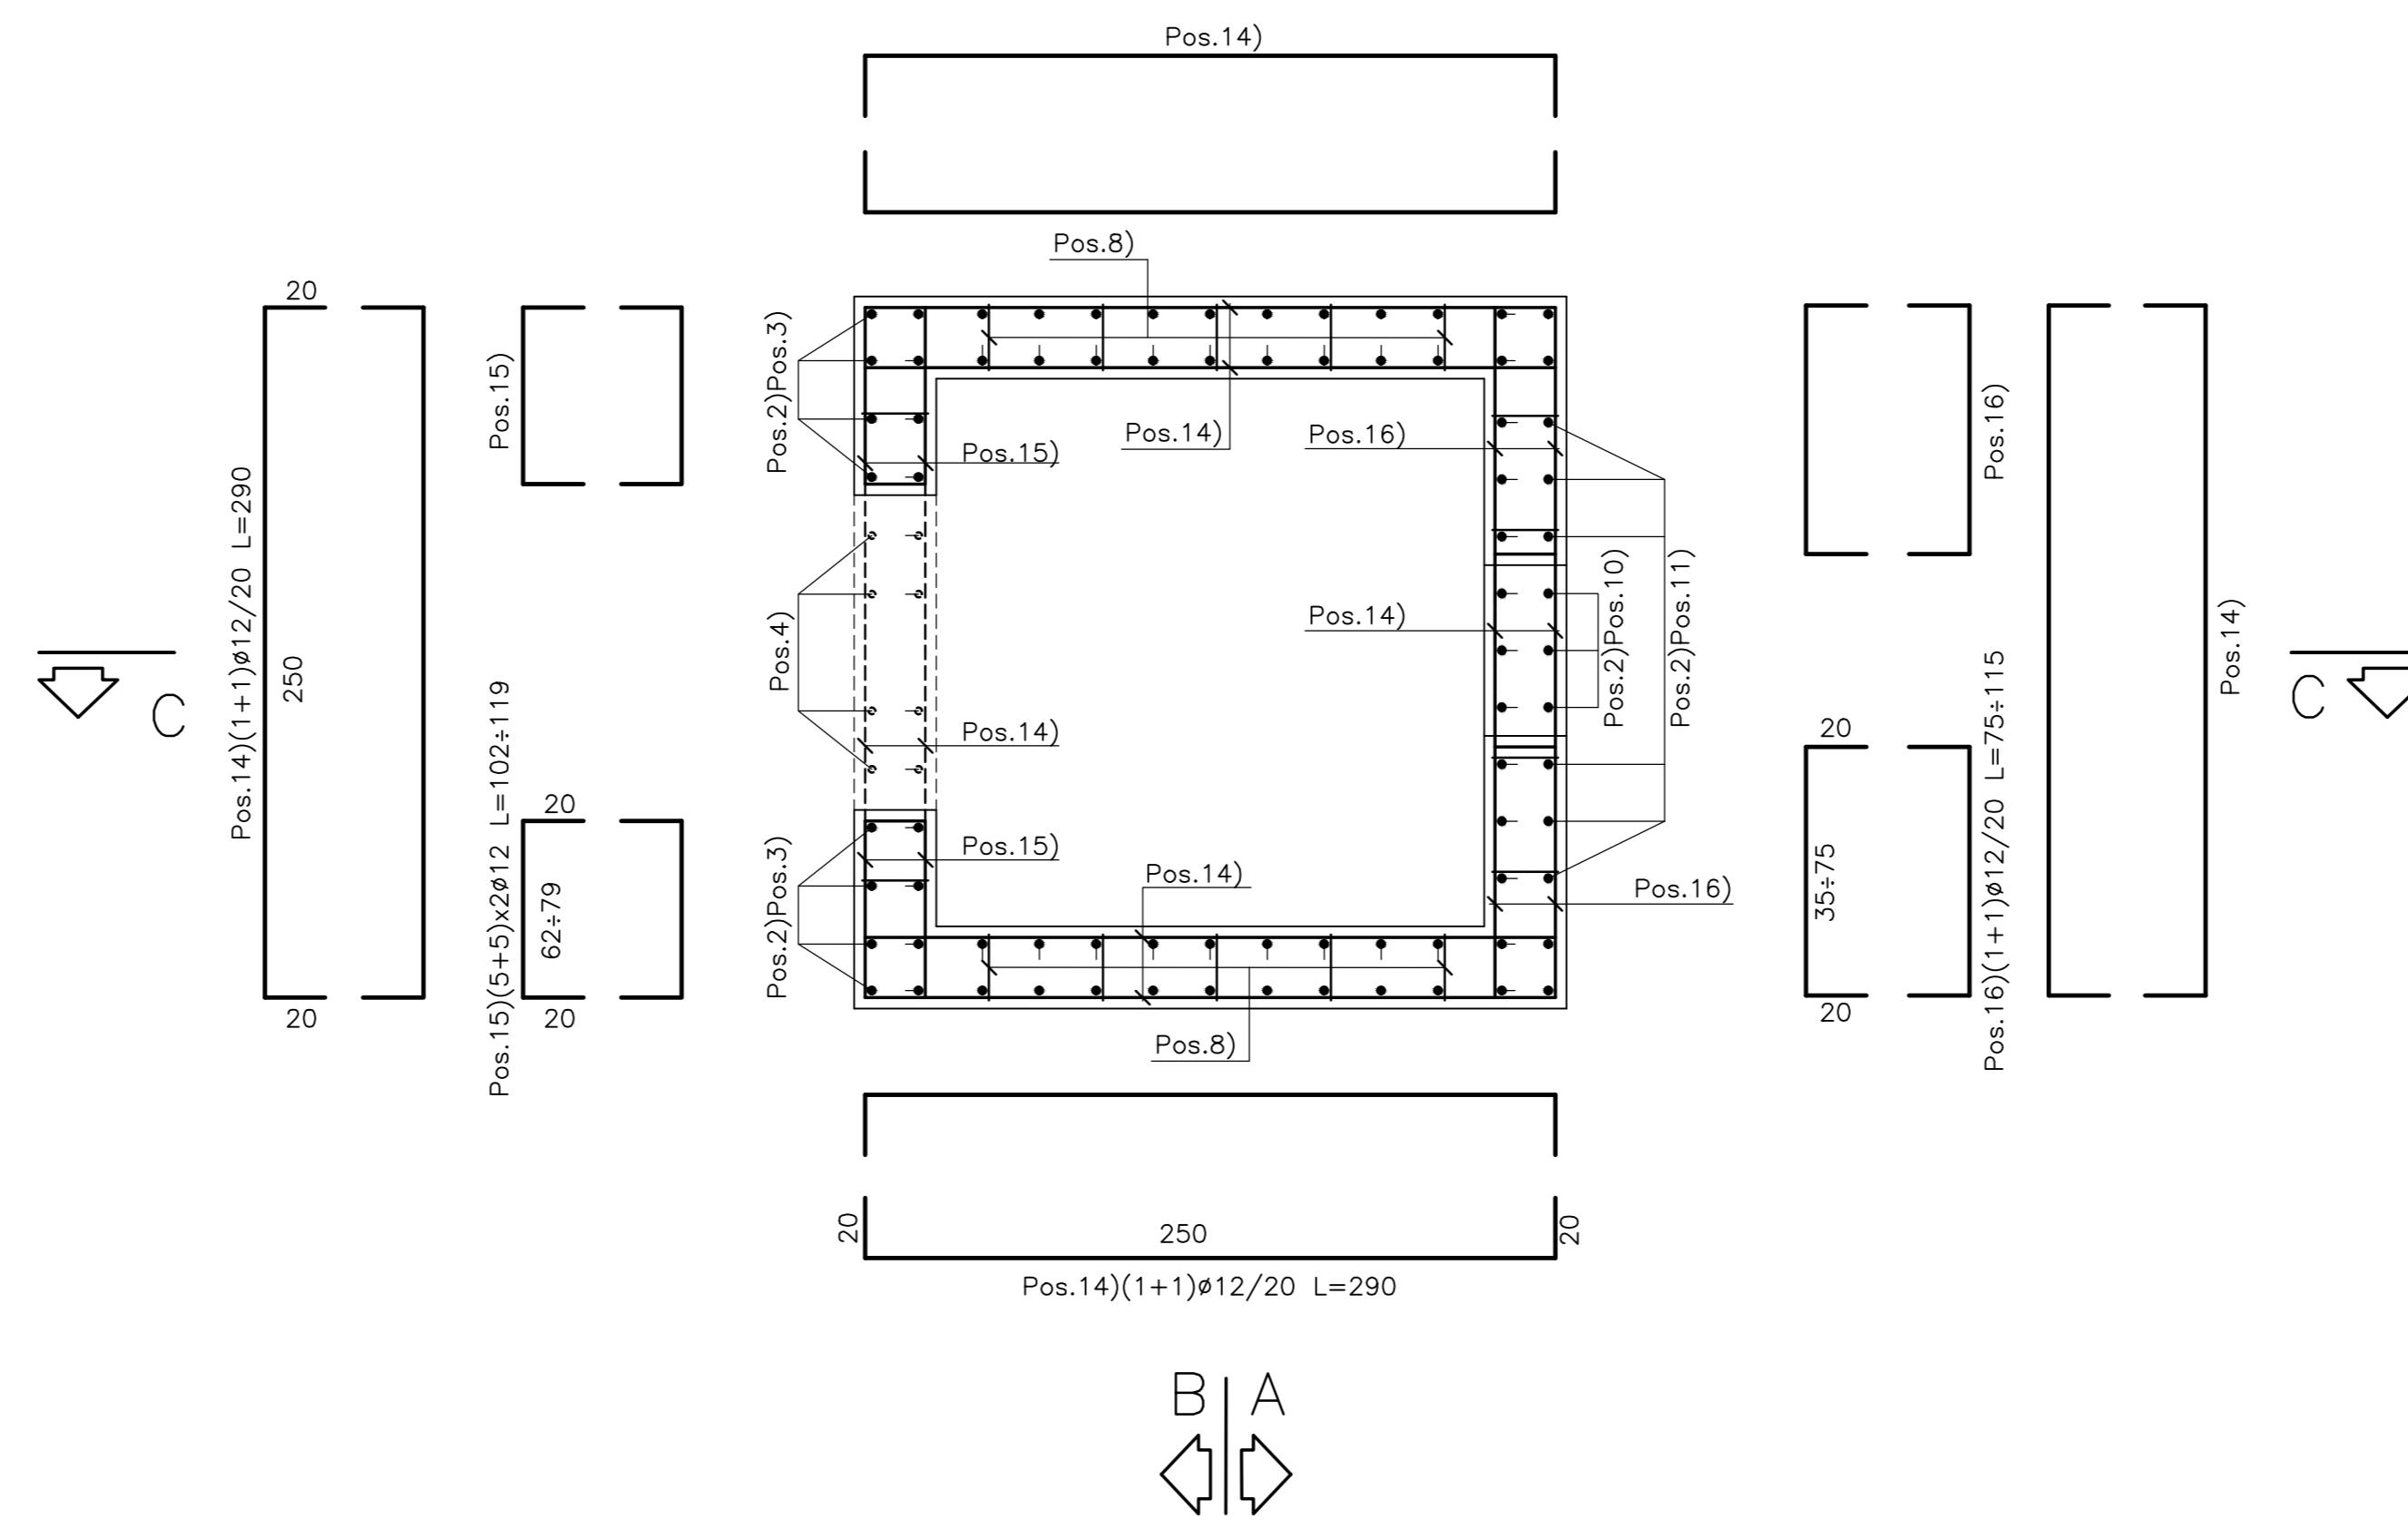 Pos.14)
Pos.8)
20
Pos.15)
Pos.2)Pos.3)
Pos.14)
Pos.16)
Pos.15)
Pos.16)
Pos.14)(1+1)ø12/20 L=290
250
Pos.4)
Pos.14)
Pos.14)
Pos.2)Pos.10)
Pos.2)Pos.11)
Pos.14)
C
C
20
Pos.15)(5+5)x2ø12 L=102÷119
20
62÷79
Pos.2)Pos.3)
Pos.15)
Pos.14)
Pos.16)
35÷75
Pos.16)(1+1)ø12/20 L=75÷115
20
20
20
Pos.8)
20
250
20
Pos.14)(1+1)ø12/20 L=290
B A